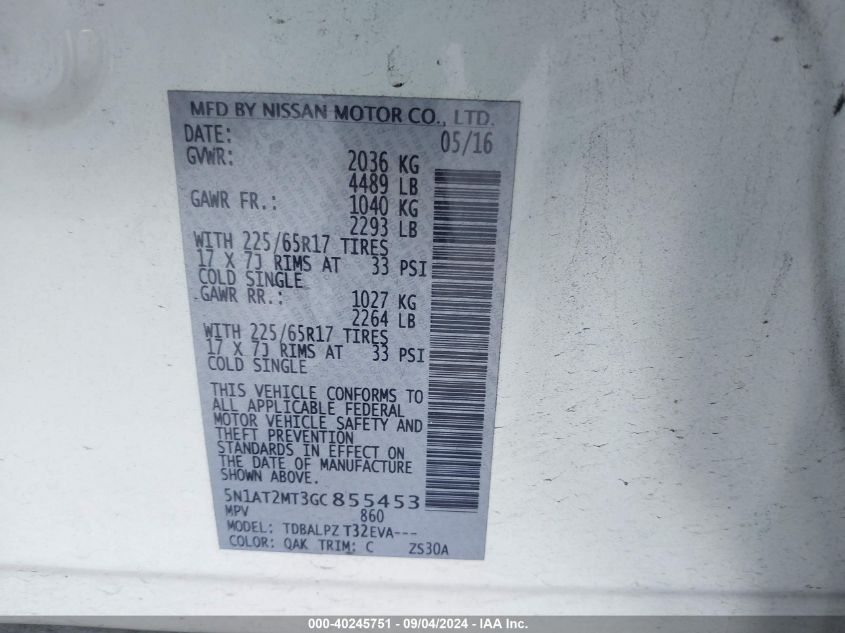 MFD BY NISSAN MOTOR CO., LTD.
DATE: 05/16
GVWR: 2036 KG
4489 LB
GAWR FR.: 1040 KG
2293 LB
WITH 225/65R17 TIRES
17 X 7J RIMS AT 33 PSI
COLD SINGLE
GAWR RR.: 1027 KG
2264 LB
WITH 225/65R17 TIRES
17 X 7J RIMS AT 33 PSI
COLD SINGLE
THIS VEHICLE CONFORMS TO
ALL APPLICABLE FEDERAL
MOTOR VEHICLE SAFETY AND
THEFT PREVENTION
STANDARDS IN EFFECT ON
THE DATE OF MANUFACTURE
SHOWN ABOVE.
5N1AT2MT3GC855453
MPV 860
MODEL: TDBALPZ T32EVA---
COLOR: QAK TRIM: C ZS30A
000-40245751 - 09/04/2024 - IAA Inc.